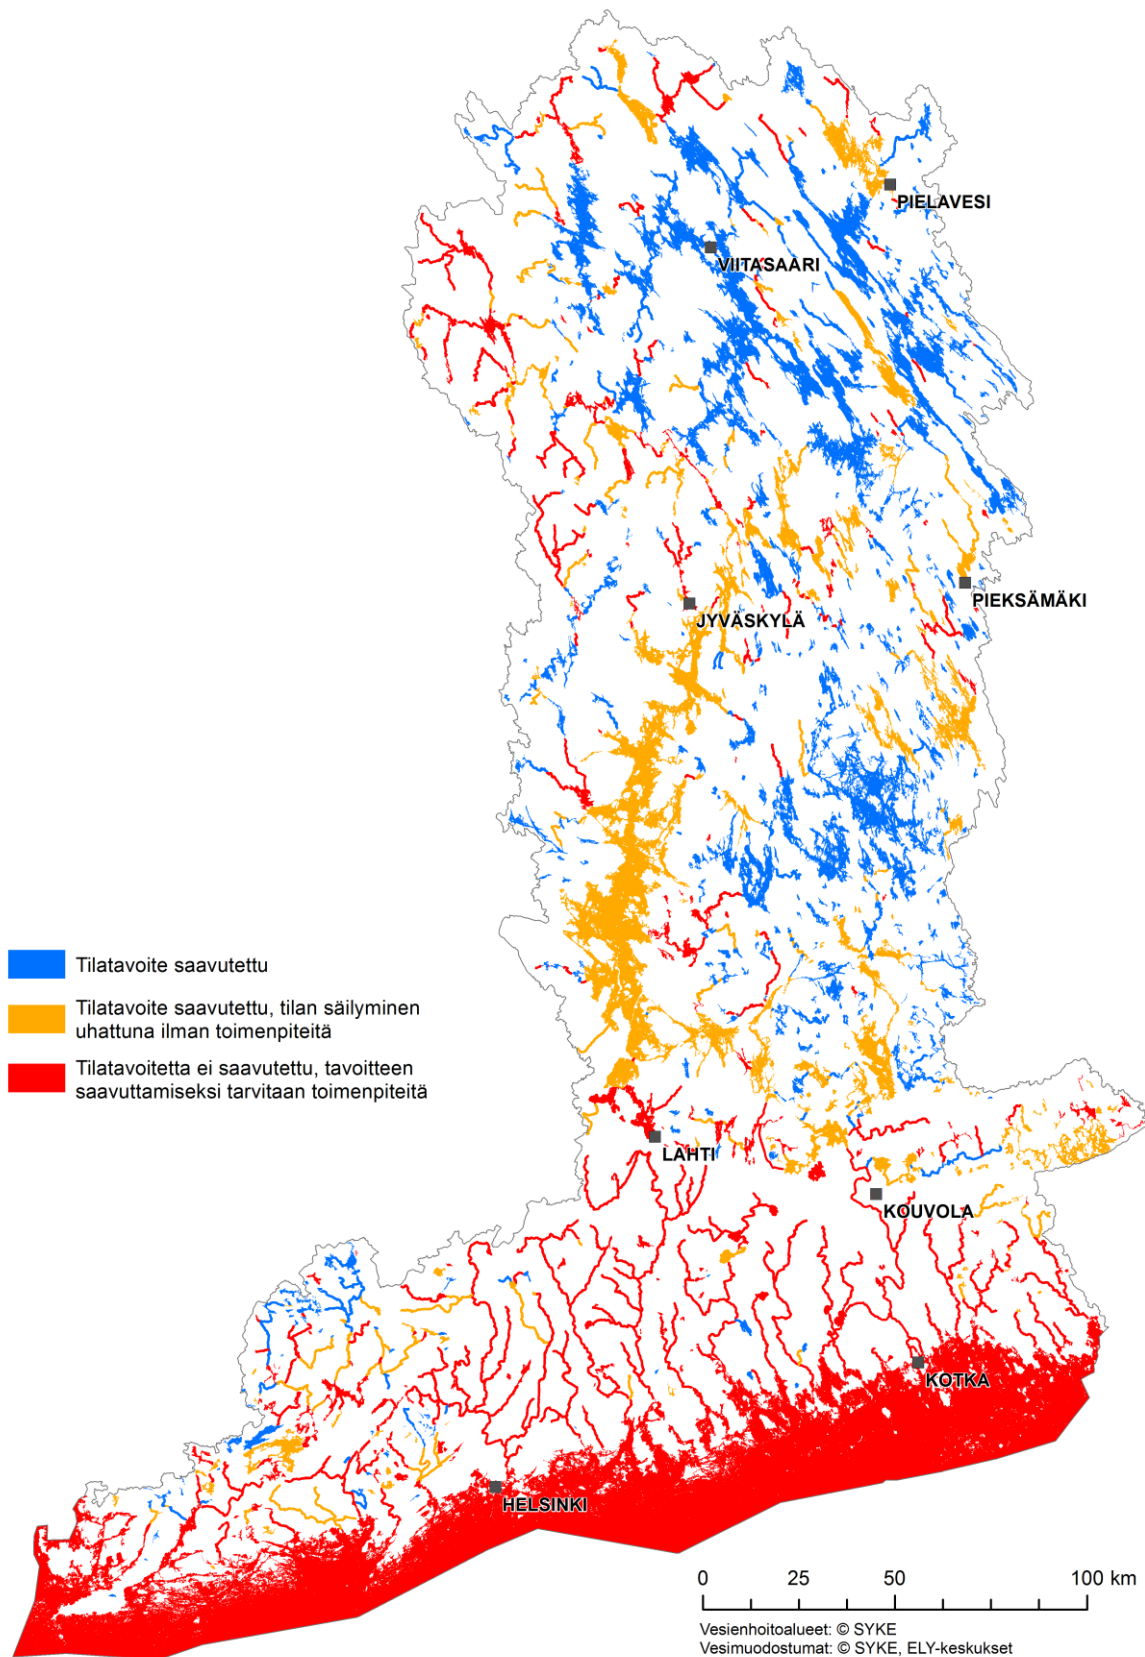 PIELAVESI
VIITASAARI
PIEKSÄMÄKI
JYVÄSKYLÄ
Tilatavoite saavutettu
Tilatavoite saavutettu, tilan säilyminen
uhattuna ilman toimenpiteitä
Tilatavoitetta ei saavutettu, tavoitteen
saavuttamiseksi tarvitaan toimenpiteitä
LAHTI
KOUVOLA
KOTKA
HELSINKI
0 25 50 100 km
Vesienhoitoalueet: © SYKE
Vesimuodostumat: © SYKE, ELY-keskukset